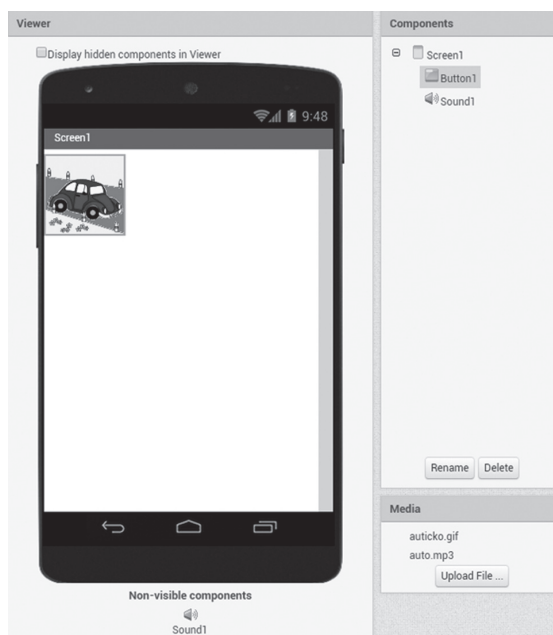 Viewer
Display hidden components in Viewer
9:48
Screen1
Non-visible components
Sound1
Components
Screen1
Button1
Sound1
Rename Delete
Media
auticko.gif
auto.mp3
Upload File ...